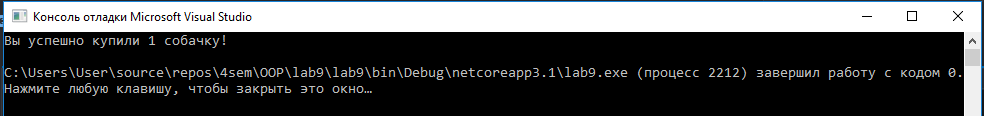 Консоль отладки Microsoft Visual Studio
Вы успешно купили 1 собачку!
C:\Users\User\source\repos\4sem\OOP\lab9\lab9\bin\Debug\netcoreapp3.1\lab9.exe (процесс 2212) завершил работу с кодом 0.
Нажмите любую клавишу, чтобы закрыть это окно…